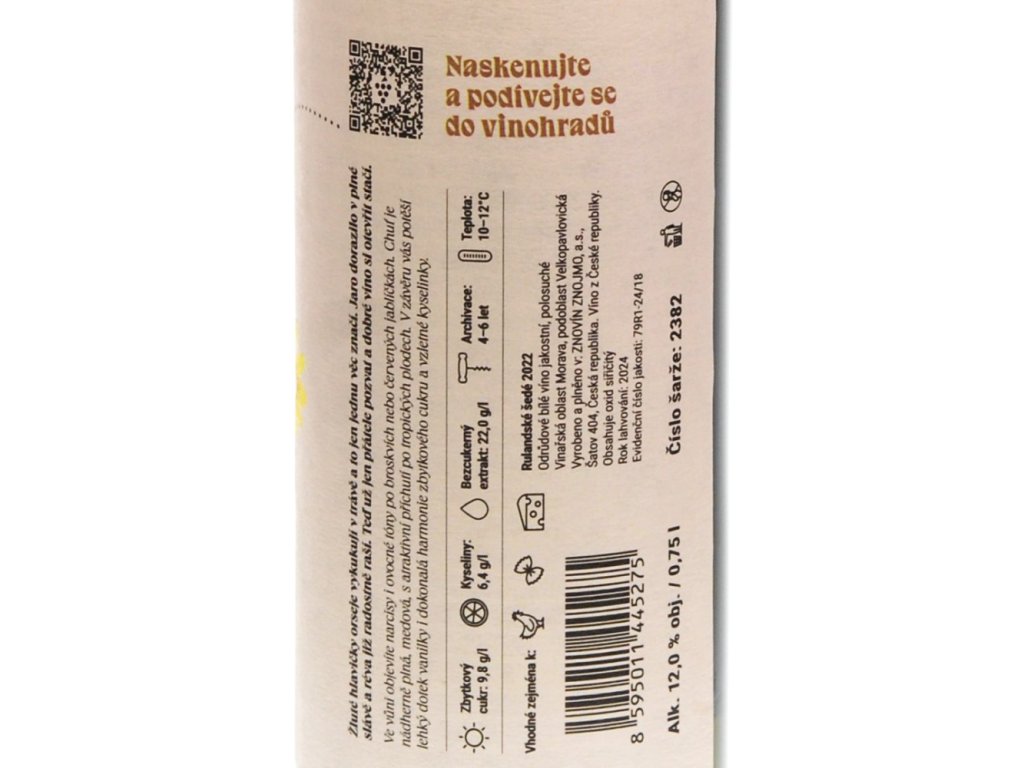 Naskenujte
a podívejte se
do vinohradů
Žluté hlavičky orseje vykukují v trávě a to jen jednu věc značí. Jaro dorazilo v plné
slávě a réva již radostně raší. Teď už jen přátele pozvat a dobré víno si otevřít stačí.
Ve vůni objevíte narcisy i ovocné tóny po broskvích nebo červených jablíčkách. Chuť je
nádherně plná, medová, s atraktivní příchutí po tropických plodech. V závěru vás potěší
lehký dotek vanilky i dokonalá harmonie zbytkového cukru a vzletné kyselinky.
Zbytkový
cukr: 9,8 g/l
Kyseliny:
6,4 g/l
Bezcukerný
extrakt: 22,0 g/l
Archivace:
4–6 let
Teplota:
10–12°C
Vhodné zejména k:
Rulandské šedé 2022
Odrůdové bílé víno jakostní, polosuché
Vinařská oblast Morava, podoblast Velkopavlovická
Vyrobeno a plněno v: ZNOVÍN ZNOJMO, a.s.,
Šatov 404, Česká republika. Víno z České republiky.
Obsahuje oxid siřičitý
Rok lahvování: 2024
Evidenční číslo jakosti: 79R1-24/18
8 595011 445275
Alk. 12,0 % obj. / 0,75 l
Číslo šarže: 2382